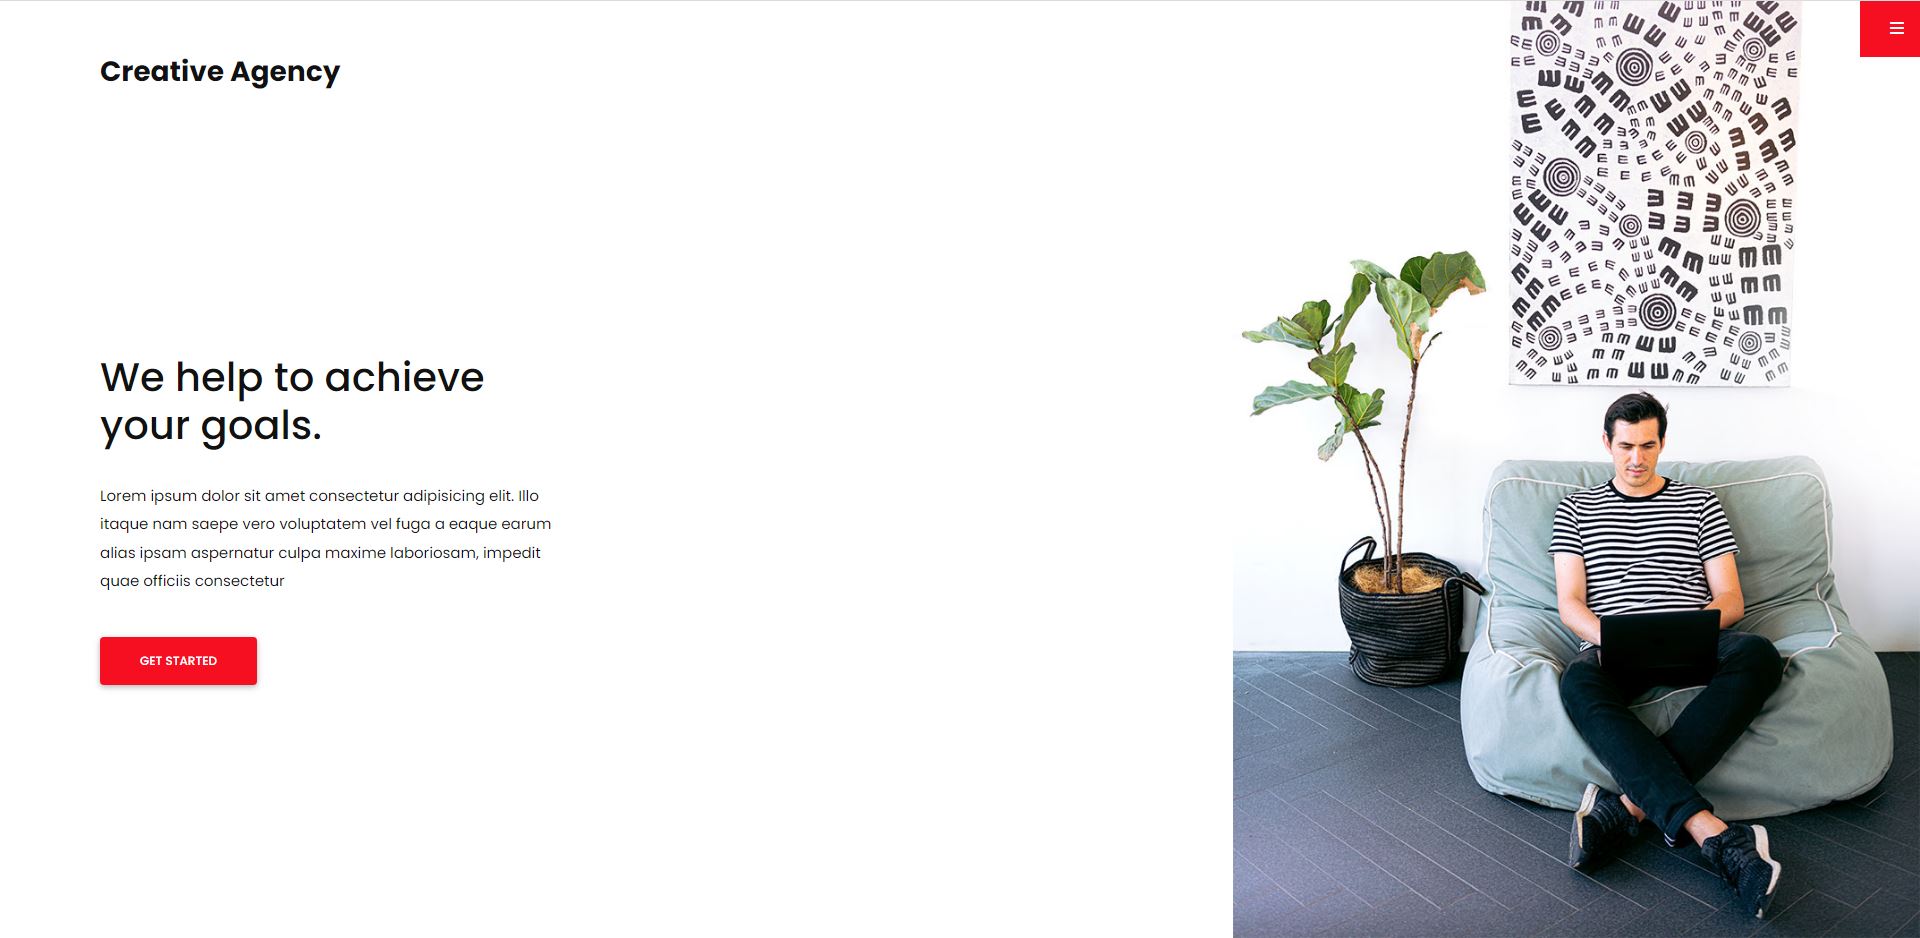 Creative Agency
We help to achieve
your goals.
Lorem ipsum dolor sit amet consectetur adipisicing elit. Illo
itaque nam saepe vero voluptatem vel fuga a eaque earum
alias ipsam aspernatur culpa maxime laboriosam, impedit
quae officiis consectetur
GET STARTED